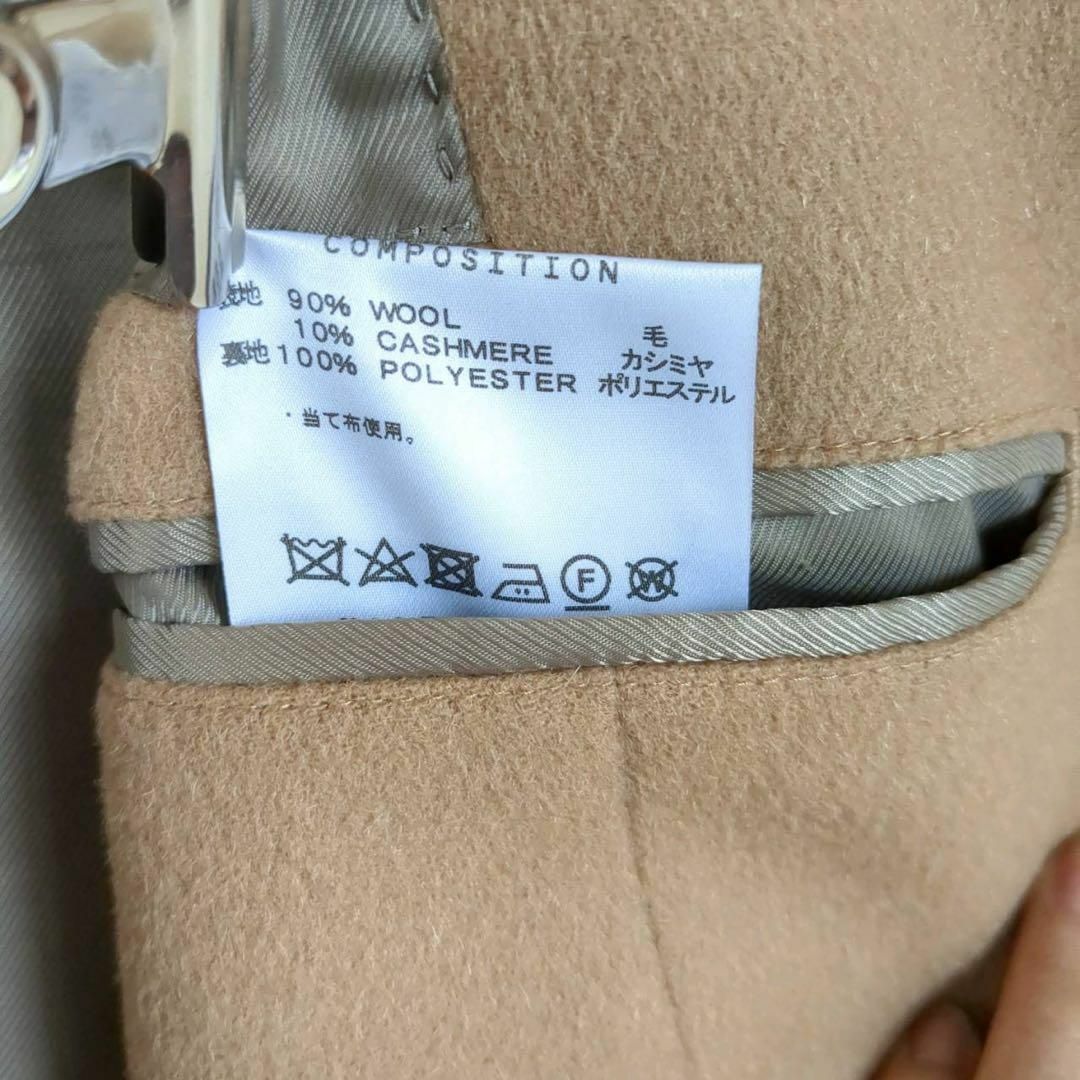 COMPOSITION
表地 90% WOOL 毛
10% CASHMERE カシミヤ
裏地 100% POLYESTER ポリエステル
・当て布使用。
F
W